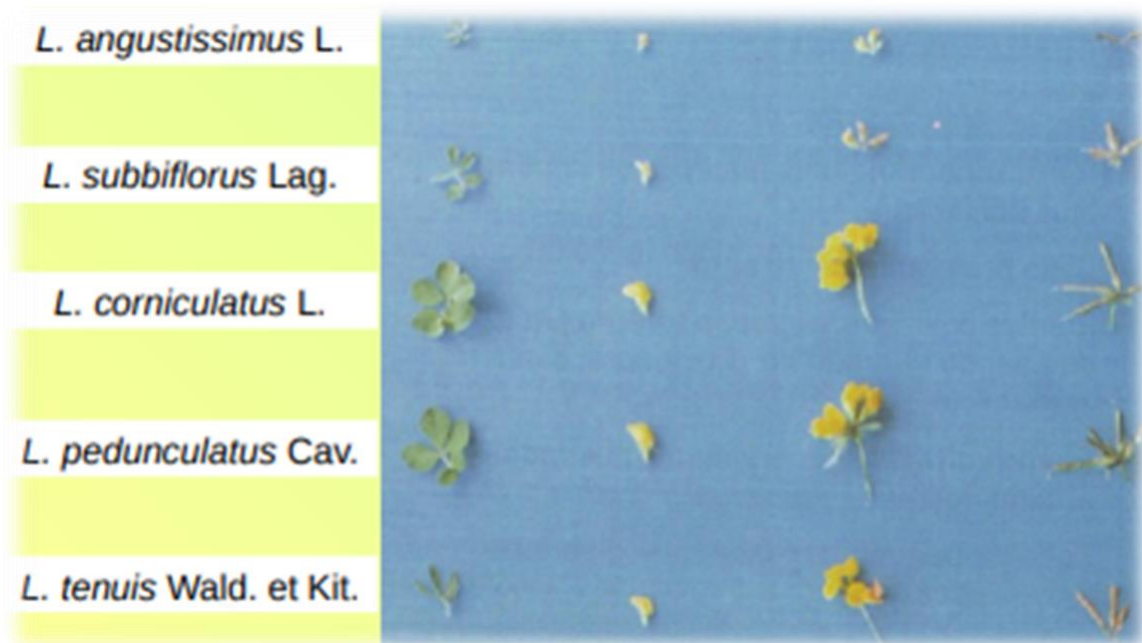 L. angustissimus L.
L. subbiflorus Lag.
L. corniculatus L.
L. pedunculatus Cav.
L. tenuis Wald. et Kit.